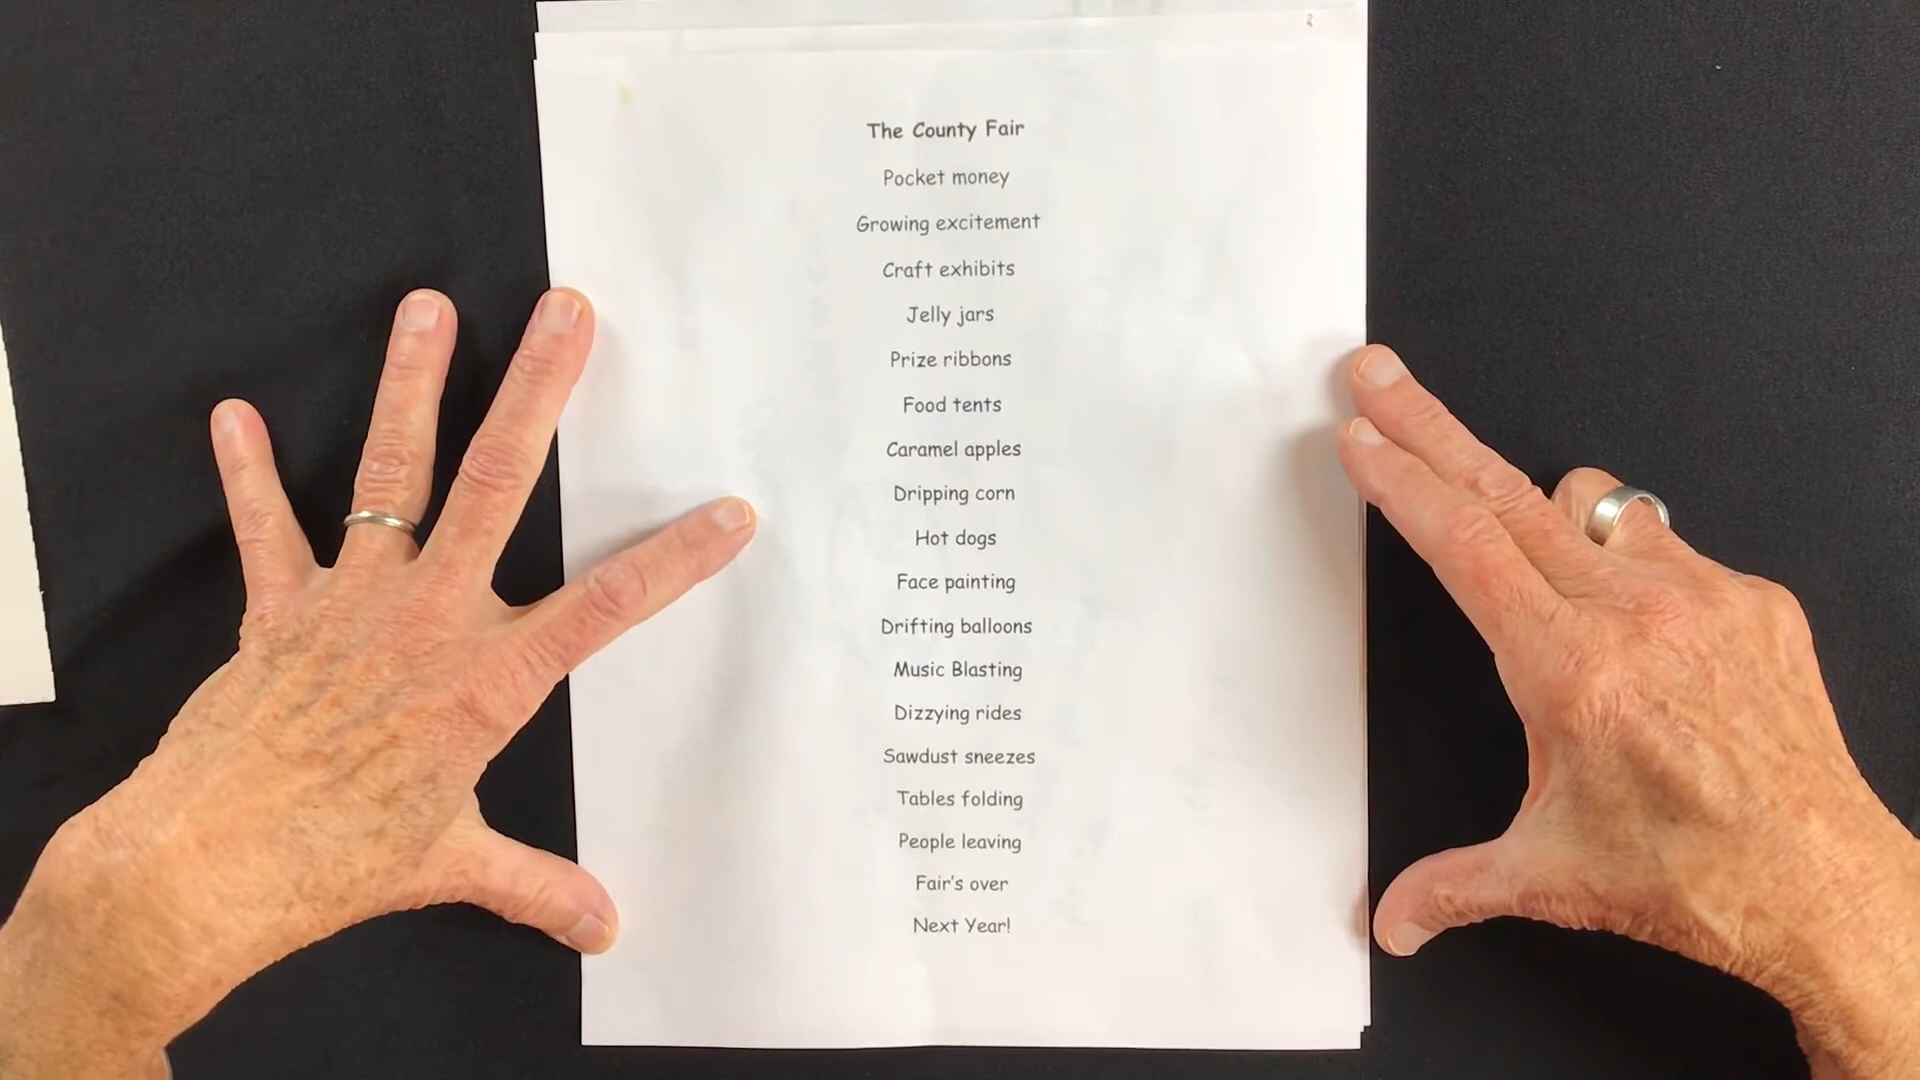 The County Fair
Pocket money
Growing excitement
Craft exhibits
Jelly jars
Prize ribbons
Food tents
Caramel apples
Dripping corn
Hot dogs
Face painting
Drifting balloons
Music Blasting
Dizzying rides
Sawdust sneezes
Tables folding
People leaving
Fair's over
Next Year!